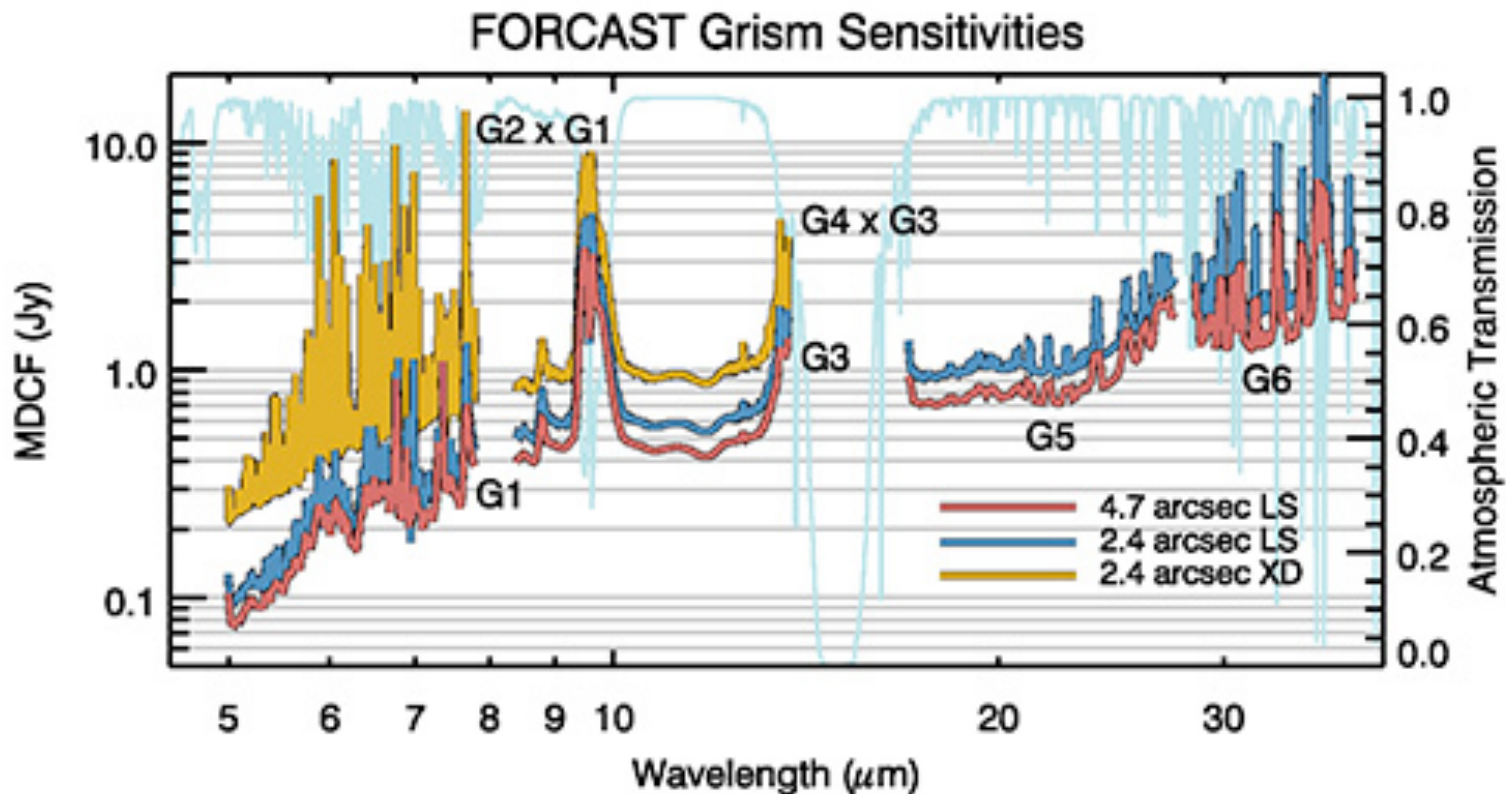 FORCAST Grism Sensitivities
MDCF (Jy)
10.0
1.0
0.1
G2 x G1
G4 x G3
G3
G1
G5
G6
4.7 arcsec LS
2.4 arcsec LS
2.4 arcsec XD
1.0
0.8
0.6
0.4
0.2
0.0
Atmospheric Transmisssion
5 6 7 8 9 10 20 30
Wavelength (μm)